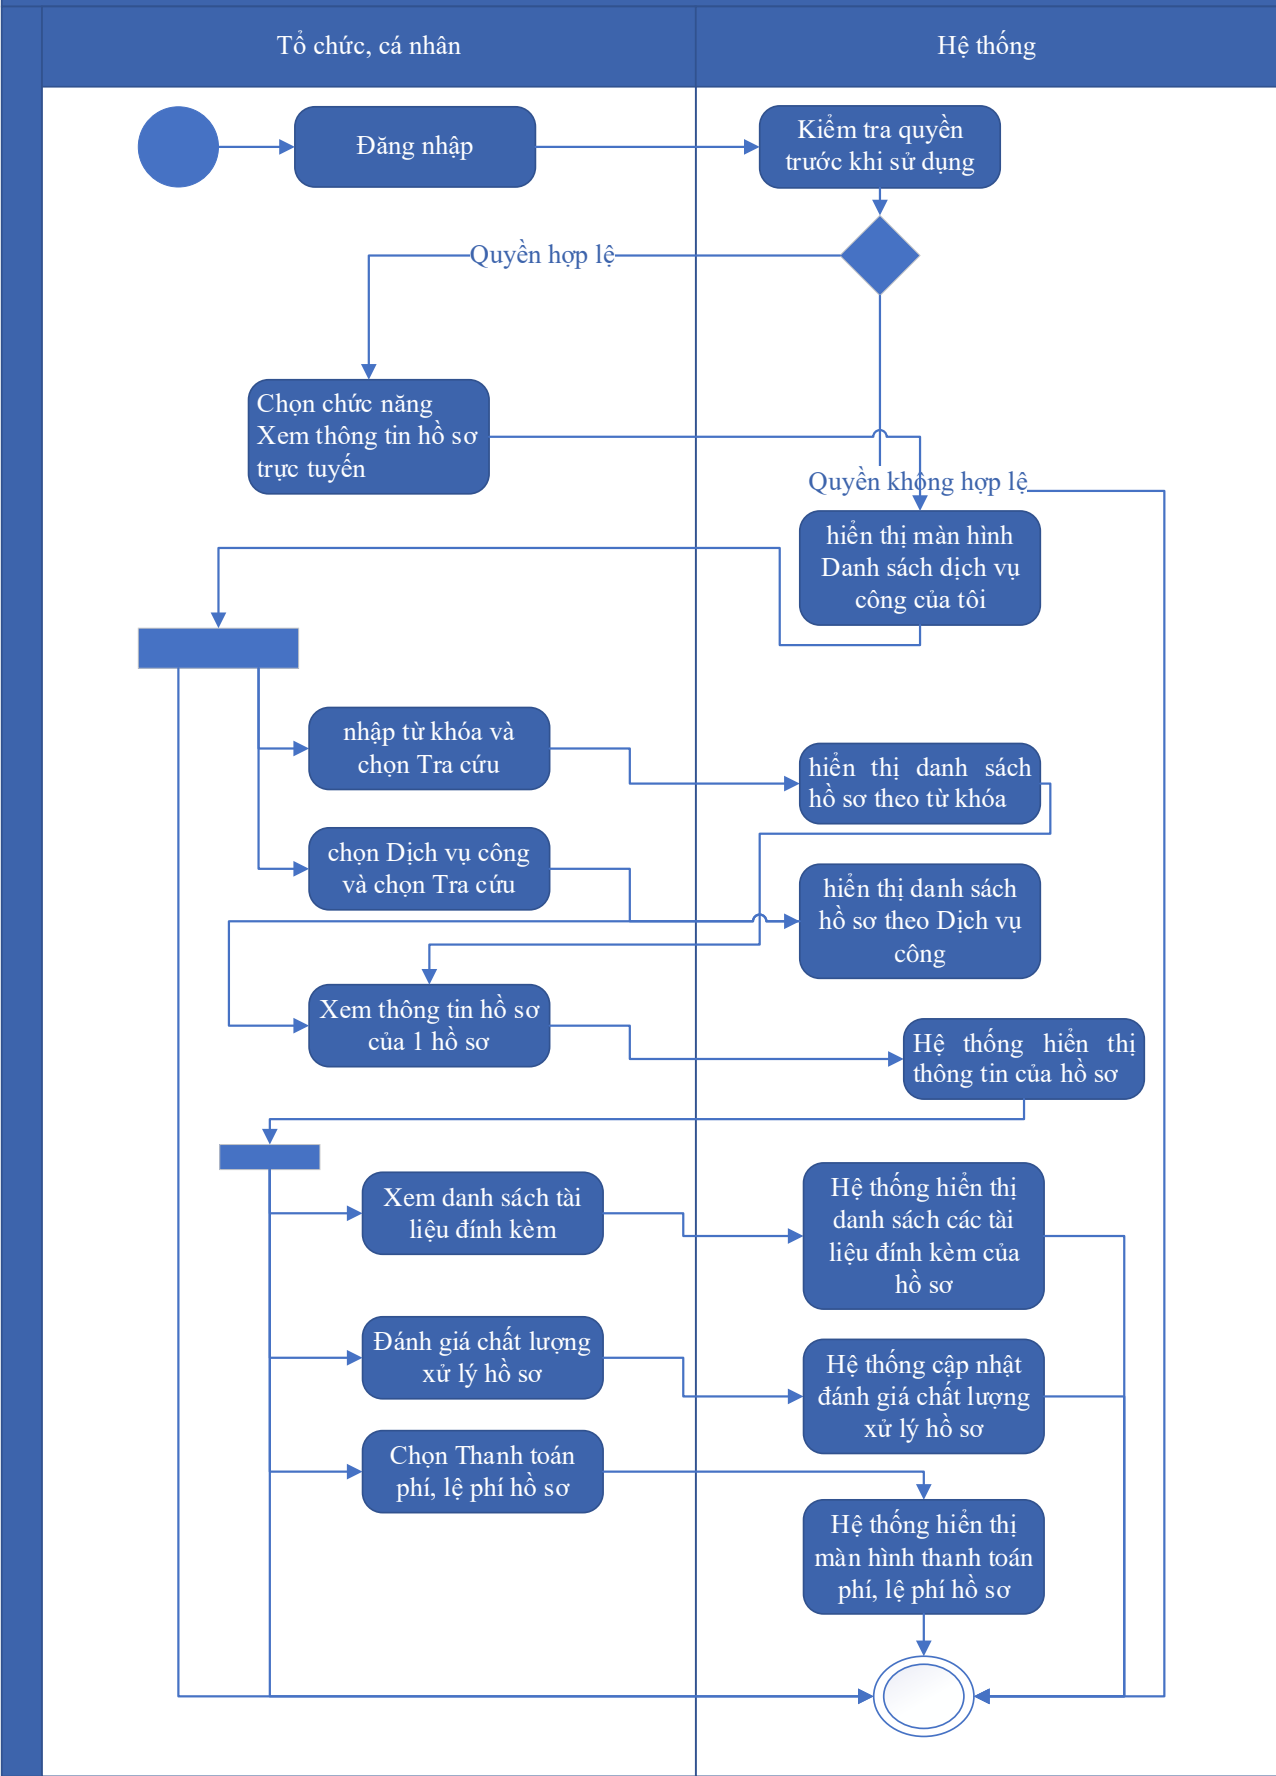 Tổ chức, cá nhân
Hệ thống
Đăng nhập
Kiểm tra quyền
trước khi sử dụng
Quyền hợp lệ
Chọn chức năng
Xem thông tin hồ sơ
trực tuyến
Quyền không hợp lệ
hiển thị màn hình
Danh sách dịch vụ
công của tôi
nhập từ khóa và
chọn Tra cứu
hiển thị danh sách
hồ sơ theo từ khóa
chọn Dịch vụ công
và chọn Tra cứu
hiển thị danh sách
hồ sơ theo Dịch vụ
công
Xem thông tin hồ sơ
của 1 hồ sơ
Hệ thống hiển thị
thông tin của hồ sơ
Xem danh sách tài
liệu đính kèm
Hệ thống hiển thị
danh sách các tài
liệu đính kèm của
hồ sơ
Đánh giá chất lượng
xử lý hồ sơ
Hệ thống cập nhật
đánh giá chất lượng
xử lý hồ sơ
Chọn Thanh toán
phí, lệ phí hồ sơ
Hệ thống hiển thị
màn hình thanh toán
phí, lệ phí hồ sơ